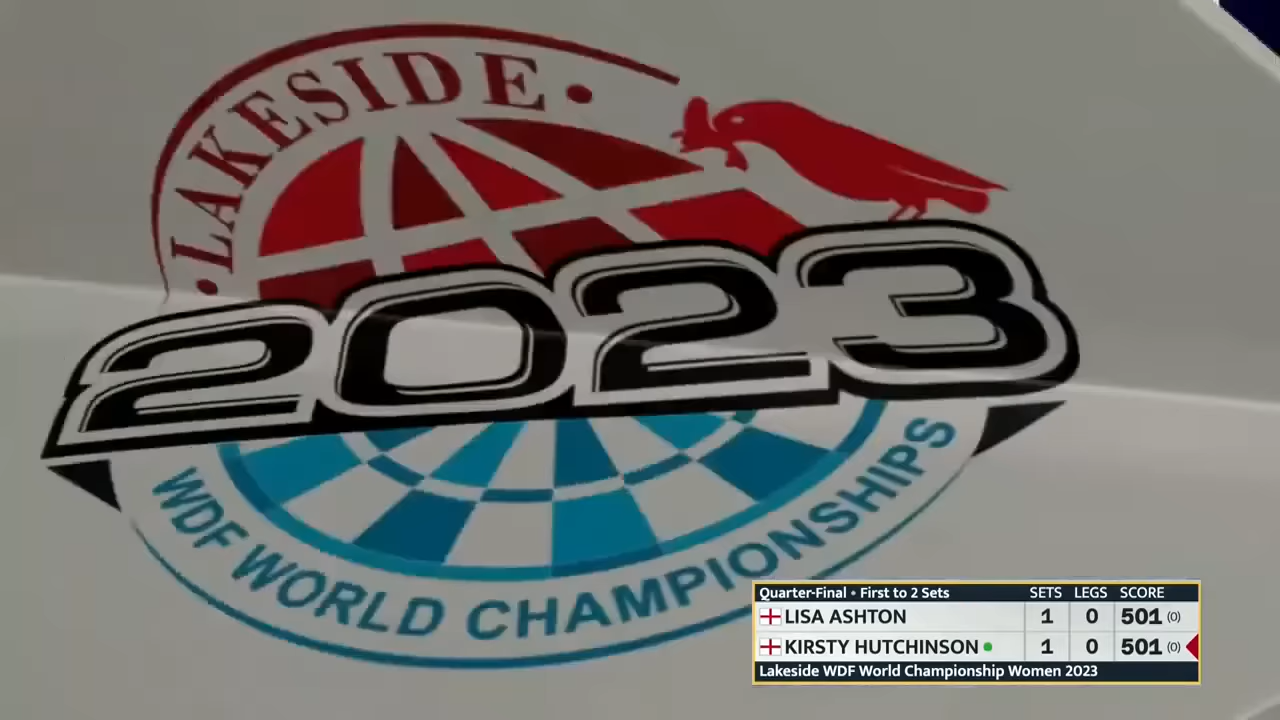 • LAKESIDE •
2023
WDF WORLD CHAMPIONSHIPS
Quarter-Final • First to 2 Sets SETS LEGS SCORE
LISA ASHTON 1 0 501 (0)
KIRSTY HUTCHINSON 1 0 501 (0)
Lakeside WDF World Championship Women 2023